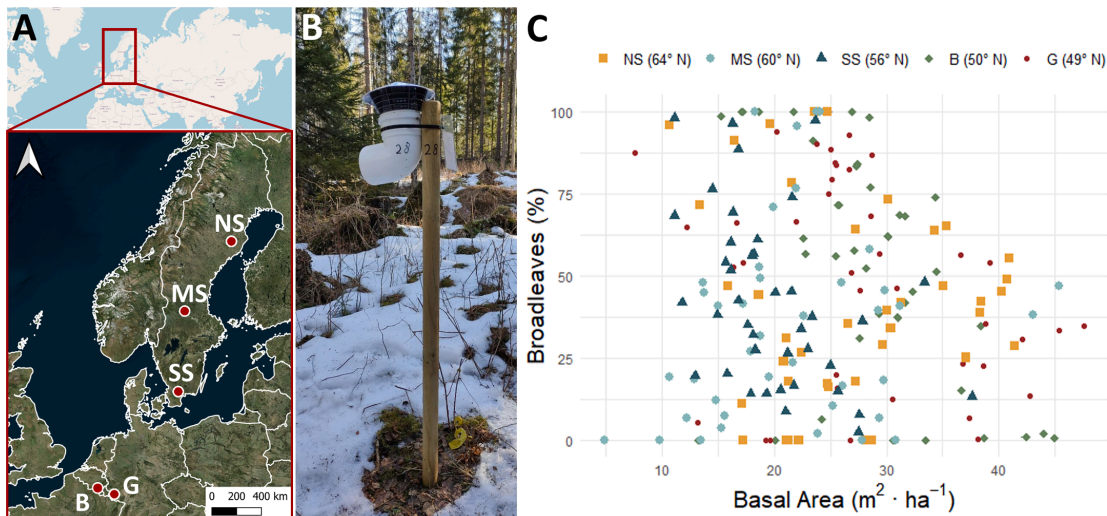 A
B
C
NS (64° N)
MS (60° N)
SS (56° N)
B (50° N)
G (49° N)
NS
MS
SS
B
G
0 200 400 km
28
28
Broadleaves (%)
100
75
50
25
0
10
20
30
40
Basal Area (m² · ha⁻¹)